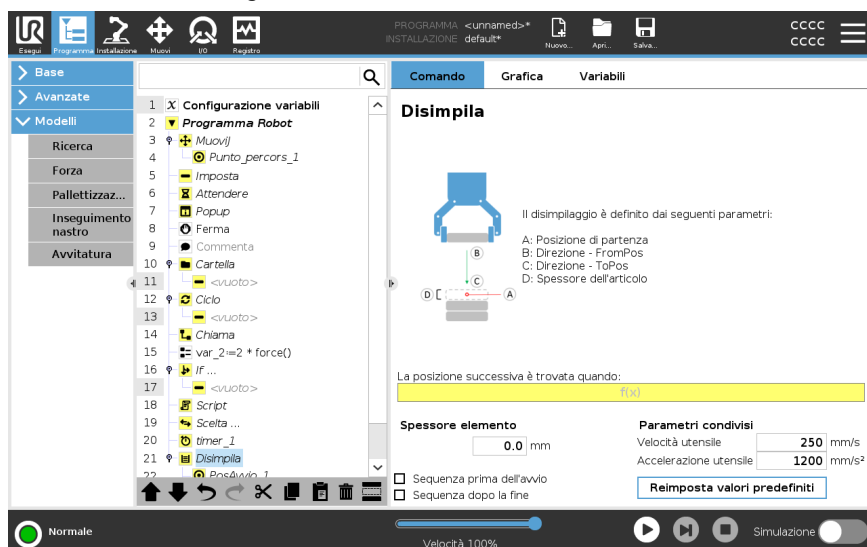 PROGRAMMA <unnamed>*
INSTALLAZIONE default*
Esegui
Programma
Installazione
Muovi
I/O
Registro
Nuovo...
Apri...
Salva...
CCCC
CCCC
Base
Avanzate
Modelli
Ricerca
Forza
Pallettizzaz...
Inseguimento
nastro
Avvitatura
1 X Configurazione variabili
2 Programma Robot
3 MuoviJ
4 Punto_percors_1
5 Imposta
6 Attendere
7 Popup
8 Ferma
9 Commenta
10 Cartella
11 <vuoto>
12 Ciclo
13 <vuoto>
14 Chiama
15 var_2:=2 * force()
16 If ...
17 <vuoto>
18 Script
19 Scelta ...
20 timer_1
21 Disimpila
22 PosAvvio_1
Comando
Grafica
Variabili
Disimpila
Il disimpilaggio è definito dai seguenti parametri:
A: Posizione di partenza
B: Direzione - FromPos
C: Direzione - ToPos
D: Spessore dell'articolo
B
C
D
A
La posizione successiva è trovata quando:
f(x)
Spessore elemento
0.0 mm
Sequenza prima dell'avvio
Sequenza dopo la fine
Parametri condivisi
Velocità utensile 250 mm/s
Accelerazione utensile 1200 mm/s²
Reimposta valori predefiniti
Normale
Velocità 100%
Simulazione